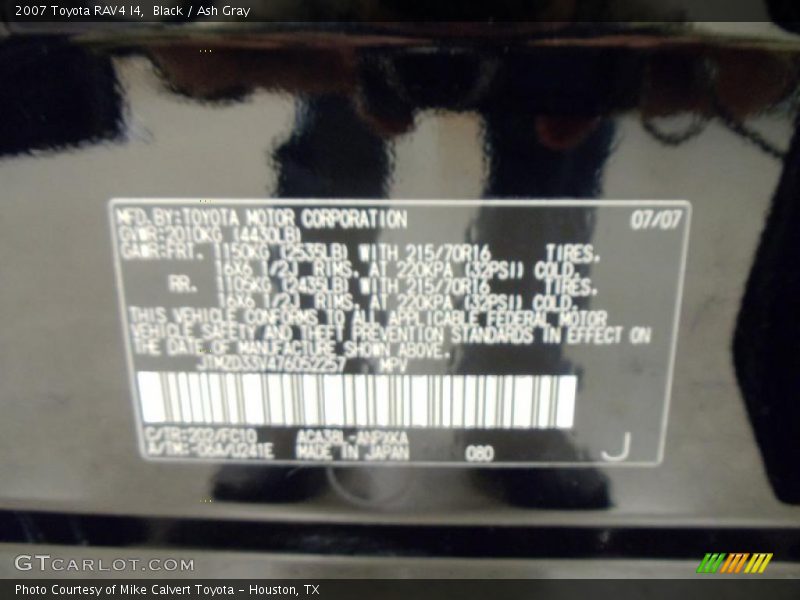 2007 Toyota RAV4 I4,  Black / Ash Gray
MFD.BY:TOYOTA MOTOR CORPORATION 07/07
GVWR:2010KG (4430LB)
GAWR:FRT. 1150KG (2535LB) WITH 215/70R16 TIRES.
16X6 1/2J RIMS. AT 220KPA (32PSI) COLD.
RR. 1105KG (2435LB) WITH 215/70R16 TIRES.
16X6 1/2J RIMS. AT 220KPA (32PSI) COLD.
THIS VEHICLE CONFORMS TO ALL APPLICABLE FEDERAL MOTOR
VEHICLE SAFETY AND THEFT PREVENTION STANDARDS IN EFFECT ON
THE DATE OF MANUFACTURE SHOWN ABOVE.
MPV
C/TR:202/FC10 ACA38L-ANPXKA
A/TM:-06A/U241E MADE IN JAPAN 080 J
GTCARLOT.COM
Photo Courtesy of Mike Calvert Toyota – Houston, TX